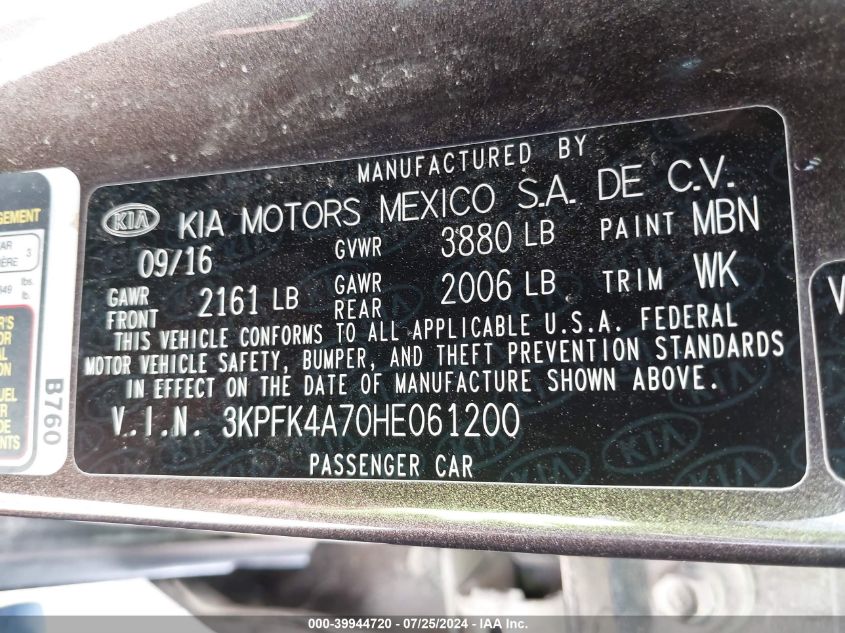 MANUFACTURED BY
KIA KIA MOTORS MEXICO S.A. DE C.V.
09/16 GVWR 3880 LB PAINT MBN
GAWR FRONT 2161 LB GAWR REAR 2006 LB TRIM WK
THIS VEHICLE CONFORMS TO ALL APPLICABLE U.S.A. FEDERAL
MOTOR VEHICLE SAFETY, BUMPER, AND THEFT PREVENTION STANDARDS
IN EFFECT ON THE DATE OF MANUFACTURE SHOWN ABOVE.
V.I.N. 3KPFK4A70HE061200
PASSENGER CAR
B760
000-39944720 - 07/25/2024 - IAA Inc.